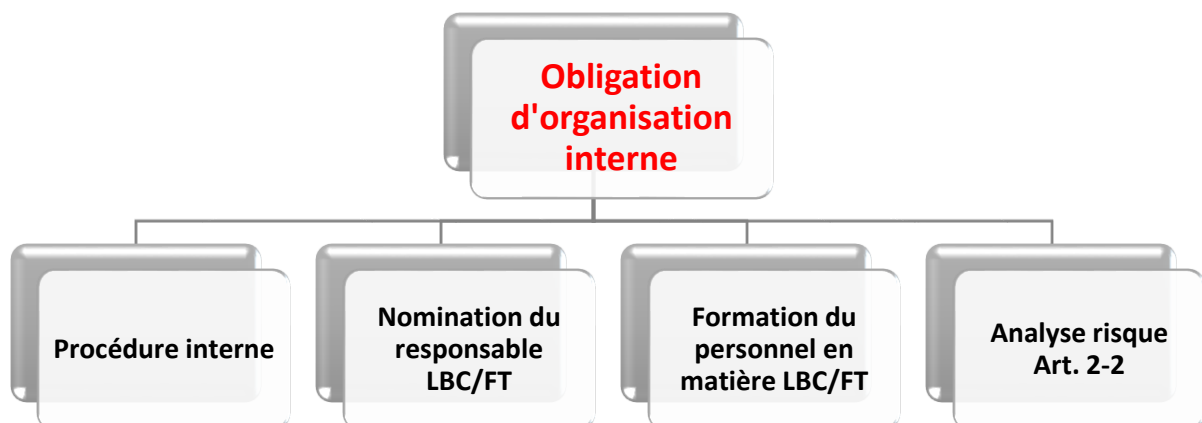 Obligation
d'organisation
interne
Procédure interne
Nomination du
responsable
LBC/FT
Formation du
personnel en
matière LBC/FT
Analyse risque
Art. 2-2